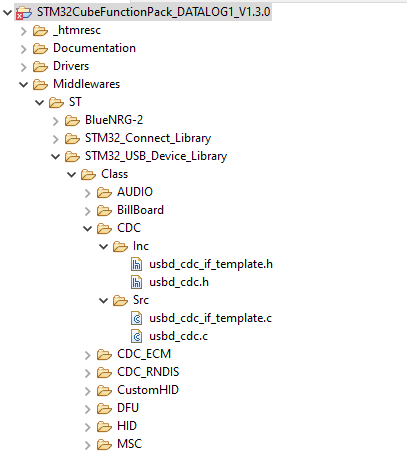 STM32CubeFunctionPack_DATALOG1_V1.3.0
_htmresc
Documentation
Drivers
Middlewares
ST
BlueNRG-2
STM32_Connect_Library
STM32_USB_Device_Library
Class
AUDIO
BillBoard
CDC
Inc
usbd_cdc_if_template.h
usbd_cdc.h
Src
usbd_cdc_if_template.c
usbd_cdc.c
CDC_ECM
CDC_RNDIS
CustomHID
DFU
HID
MSC